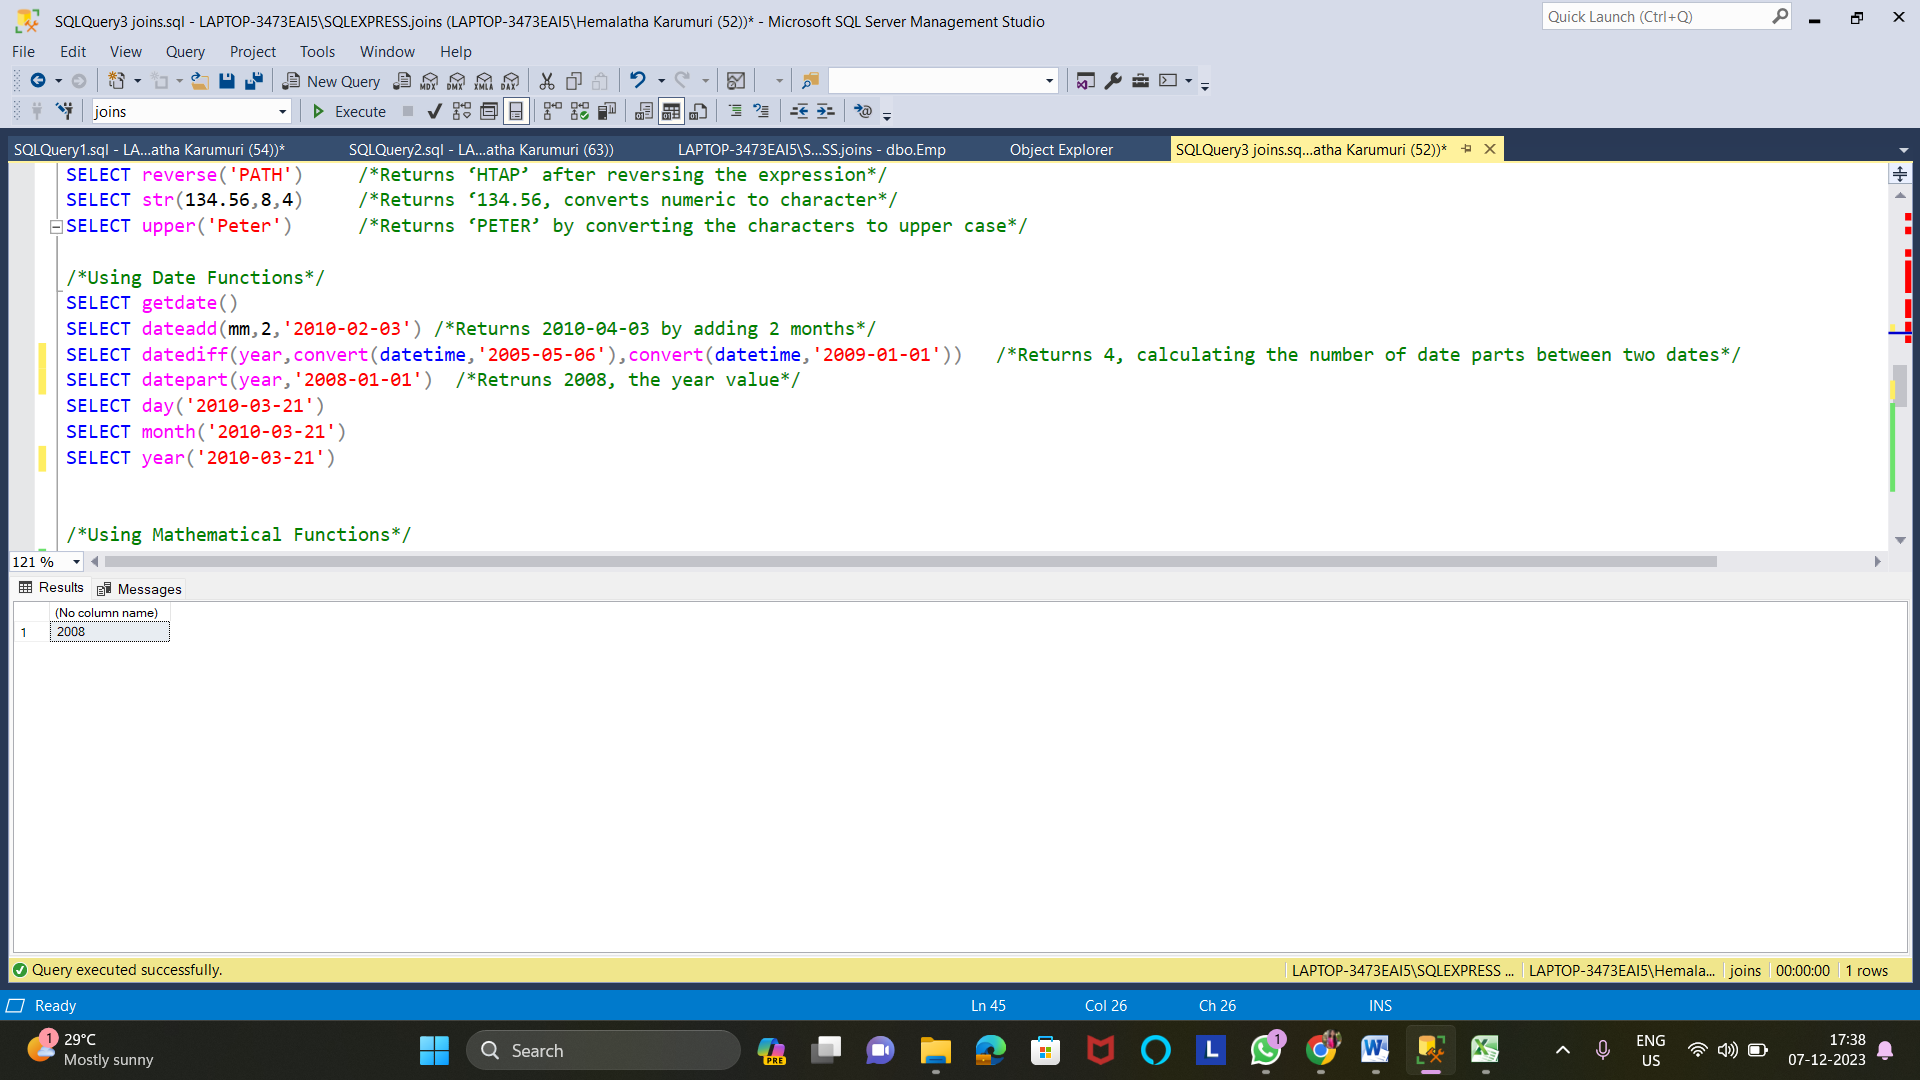 SQLQuery3 joins.sql - LAPTOP-3473EAI5\SQLEXPRESS.joins (LAPTOP-3473EAI5\Hemalatha Karumuri (52))* - Microsoft SQL Server Management Studio
Quick Launch (Ctrl+Q)
File Edit View Query Project Tools Window Help
New Query MDX DMX XMLA DAX
joins Execute
SQLQuery1.sql - LA...atha Karumuri (54))* SQLQuery2.sql - LA...atha Karumuri (63)) LAPTOP-3473EAI5\S...SS.joins - dbo.Emp Object Explorer SQLQuery3 joins.sq...atha Karumuri (52))*
SELECT reverse('PATH') /*Returns ‘HTAP’ after reversing the expression*/
SELECT str(134.56,8,4) /*Returns ‘134.56, converts numeric to character*/
SELECT upper('Peter') /*Returns ‘PETER’ by converting the characters to upper case*/
/*Using Date Functions*/
SELECT getdate()
SELECT dateadd(mm,2,'2010-02-03') /*Returns 2010-04-03 by adding 2 months*/
SELECT datediff(year,convert(datetime,'2005-05-06'),convert(datetime,'2009-01-01')) /*Returns 4, calculating the number of date parts between two dates*/
SELECT datepart(year,'2008-01-01') /*Retruns 2008, the year value*/
SELECT day('2010-03-21')
SELECT month('2010-03-21')
SELECT year('2010-03-21')
/*Using Mathematical Functions*/
121 %
Results Messages
(No column name)
1 2008
Query executed successfully. LAPTOP-3473EAI5\SQLEXPRESS ... LAPTOP-3473EAI5\Hemala... joins 00:00:00 1 rows
Ready Ln 45 Col 26 Ch 26 INS
1 29°C
Mostly sunny
Search
PRE
L
1
ENG
US
17:38
07-12-2023